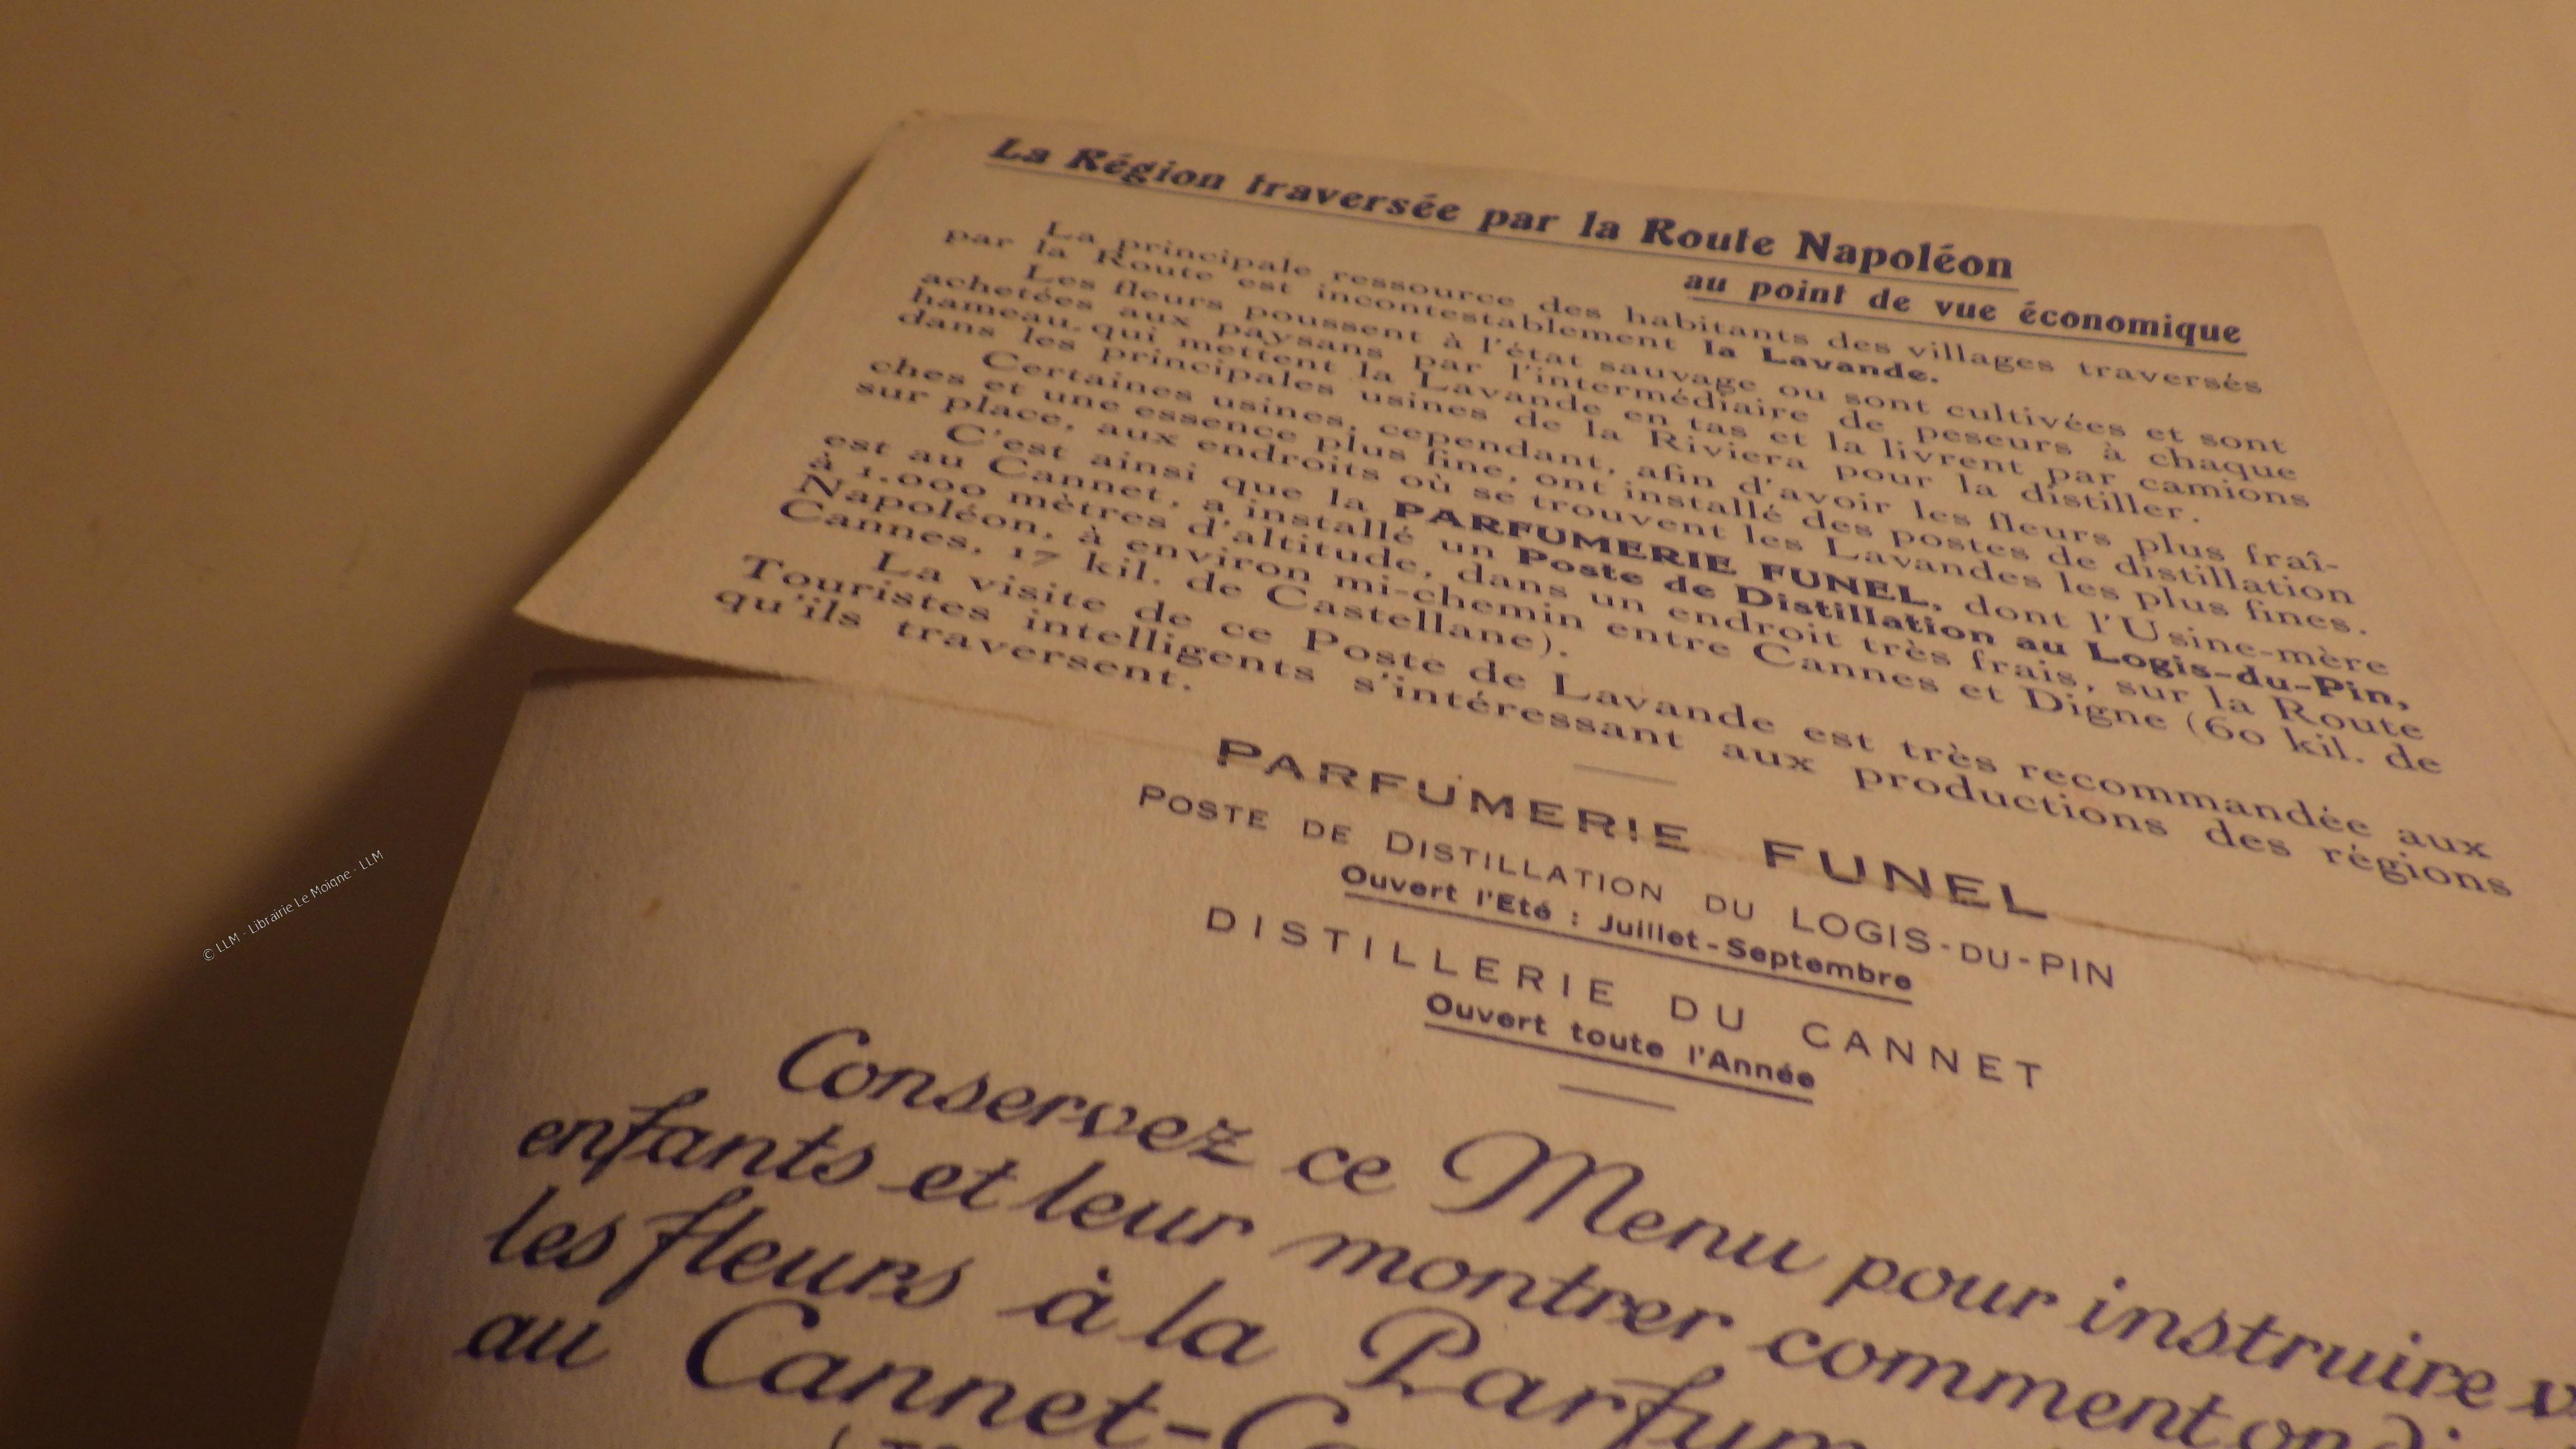 La Région traversée par la Route Napoléon
au point de vue économique
La principale ressource des habitants des villages traversés
par la Route est incontestablement la Lavande.
Les fleurs poussent à l'état sauvage ou sont cultivées et sont
achetées aux paysans par l'intermédiaire de peseurs à chaque
hameau, qui mettent la Lavande en tas et la livrent par camions
dans les principales usines de la Riviera pour la distiller.
Certaines usines, cependant, afin d'avoir les fleurs plus fraî-
ches et une essence plus fine, ont installé des postes de distillation
sur place, aux endroits où se trouvent les Lavandes les plus fines.
C'est ainsi que la PARFUMERIE FUNEL, dont l'Usine-mère
est au Cannet, a installé un Poste de Distillation au Logis-du-Pin,
à 1.000 mètres d'altitude, dans un endroit très frais, sur la Route
Napoléon, à environ mi-chemin entre Cannes et Digne (60 kil. de
Cannes, 17 kil. de Castellane).
La visite de ce Poste de Lavande est très recommandée aux
Touristes intelligents s'intéressant aux productions des régions
qu'ils traversent.
PARFUMERIE FUNEL
POSTE DE DISTILLATION DU LOGIS-DU-PIN
Ouvert l'Eté : Juillet-Septembre
DISTILLERIE DU CANNET
Ouvert toute l'Année
Conservez ce Menu pour instruire
enfants et leur montrer comment on
les fleurs à la
au Cannet-
© LLM - Librairie Le Moigne - LLM